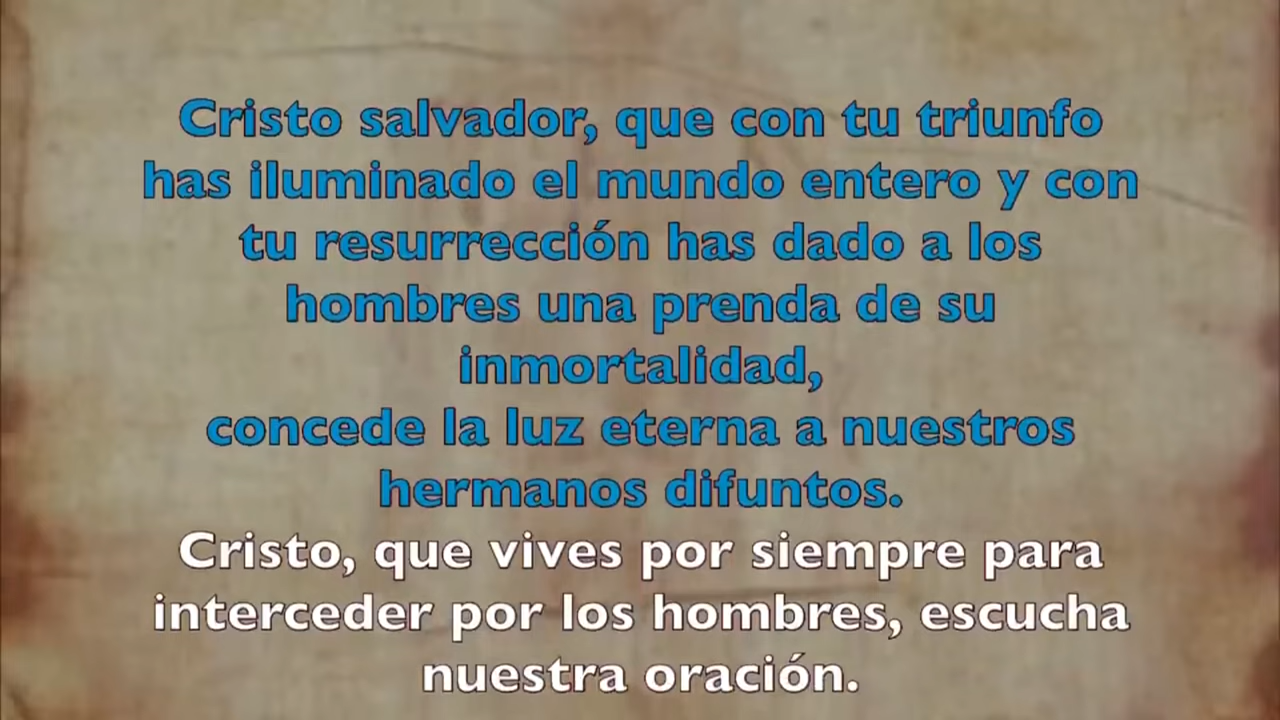 Cristo salvador, que con tu triunfo
has iluminado el mundo entero y con
tu resurrección has dado a los
hombres una prenda de su
inmortalidad,
concede la luz eterna a nuestros
hermanos difuntos.
Cristo, que vives por siempre para
interceder por los hombres, escucha
nuestra oración.